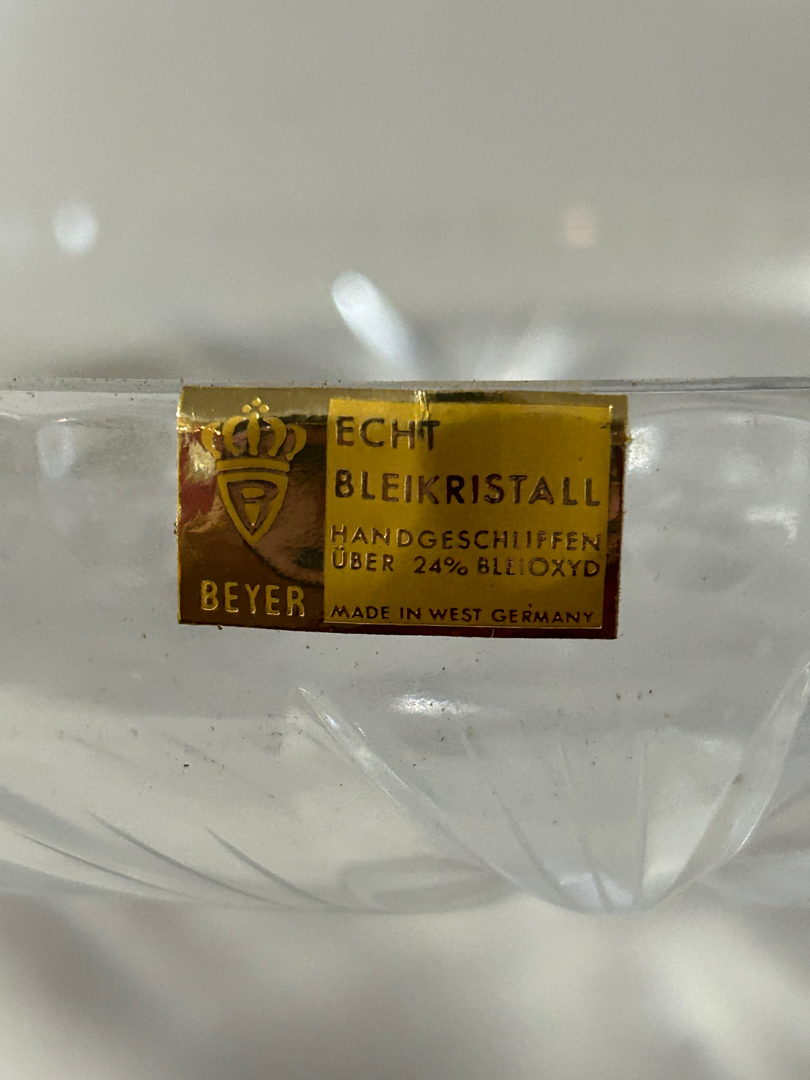 BEYER
ECHT
BLEIKRISTALL
HANDGESCHLIFFEN
ÜBER 24% BLEIOXYD
MADE IN WEST GERMANY